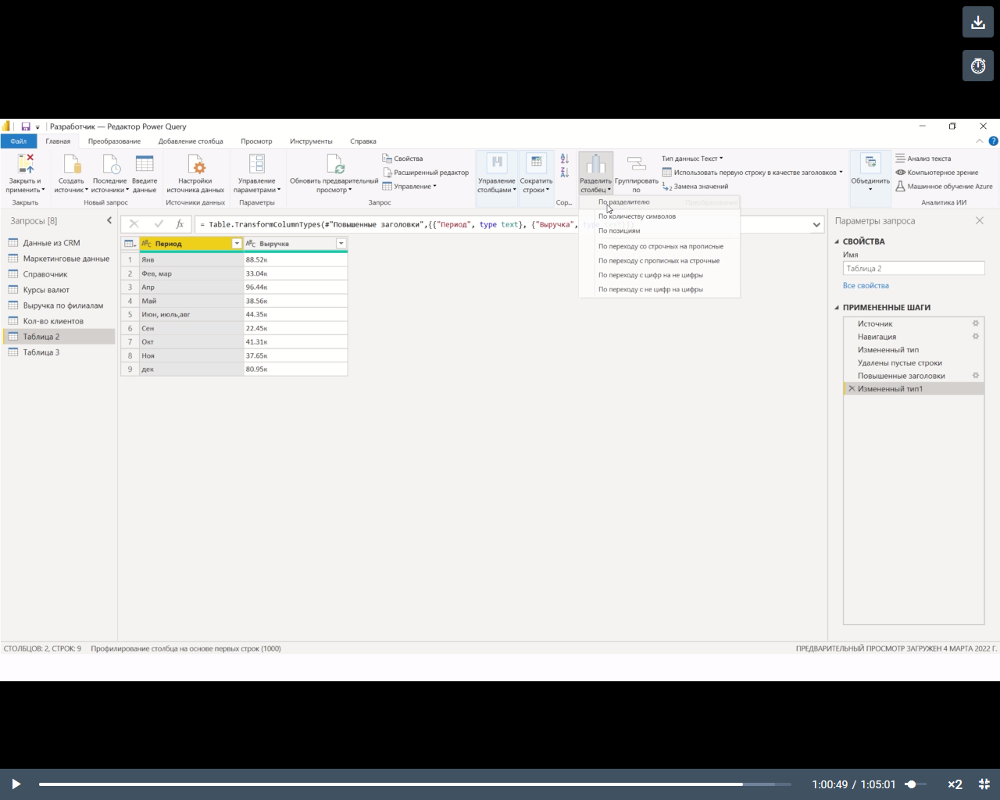 Разработчик — Редактор Power Query
Файл Главная Преобразование Добавление столбца Просмотр Инструменты Справка
Закрыть и применить
Создать источник
Последние источники
Введите данные
Настройки источника данных
Управление параметрами
Обновить предварительный просмотр
Свойства
Расширенный редактор
Управление
Управление столбцами
Сократить строки
Разделить столбец
Группировать по
Тип данных: Текст
Использовать первую строку в качестве заголовков
Замена значений
Объединить
Анализ текста
Компьютерное зрение
Машинное обучение Azure
Закрыть Новый запрос Источники данных Параметры Запрос Сор... Преобразование Аналитика ИИ
По разделителю
По количеству символов
По позициям
По переходу со строчных на прописные
По переходу с прописных на строчные
По переходу с цифр на не цифры
По переходу с не цифр на цифры
Запросы [8]
Данные из CRM
Маркетинговые данные
Справочник
Курсы валют
Выручка по филиалам
Кол-во клиентов
Таблица 2
Таблица 3
fx = Table.TransformColumnTypes(#"Повышенные заголовки",{{"Период", type text}, {"Выручка", type text}})
Период Выручка
1 Янв 88.52к
2 Фев, мар 33.04к
3 Апр 96.44к
4 Май 38.56к
5 Июн, июль,авг 44.35к
6 Сен 22.45к
7 Окт 41.31к
8 Ноя 37.65к
9 дек 80.95к
Параметры запроса
СВОЙСТВА
Имя
Таблица 2
Все свойства
ПРИМЕНЕННЫЕ ШАГИ
Источник
Навигация
Измененный тип
Удалены пустые строки
Повышенные заголовки
Измененный тип1
СТОЛБЦОВ: 2, СТРОК: 9 Профилирование столбца на основе первых строк (1000)
ПРЕДВАРИТЕЛЬНЫЙ ПРОСМОТР ЗАГРУЖЕН 4 МАРТА 2022 Г.
1:00:49 / 1:05:01 ×2